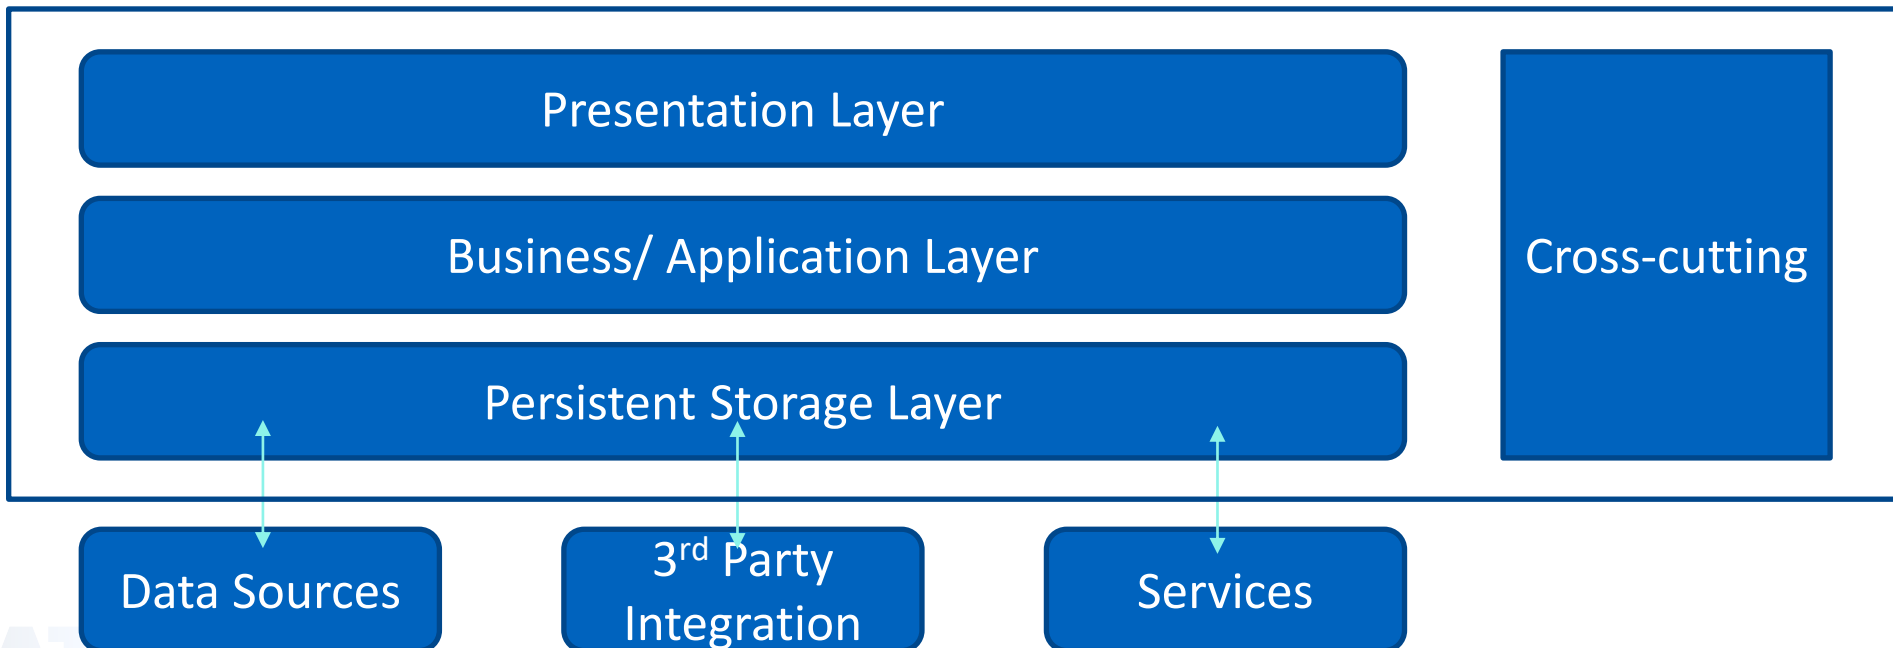 Presentation Layer
Business/ Application Layer
Cross-cutting
Persistent Storage Layer
Data Sources
3rd Party
Integration
Services